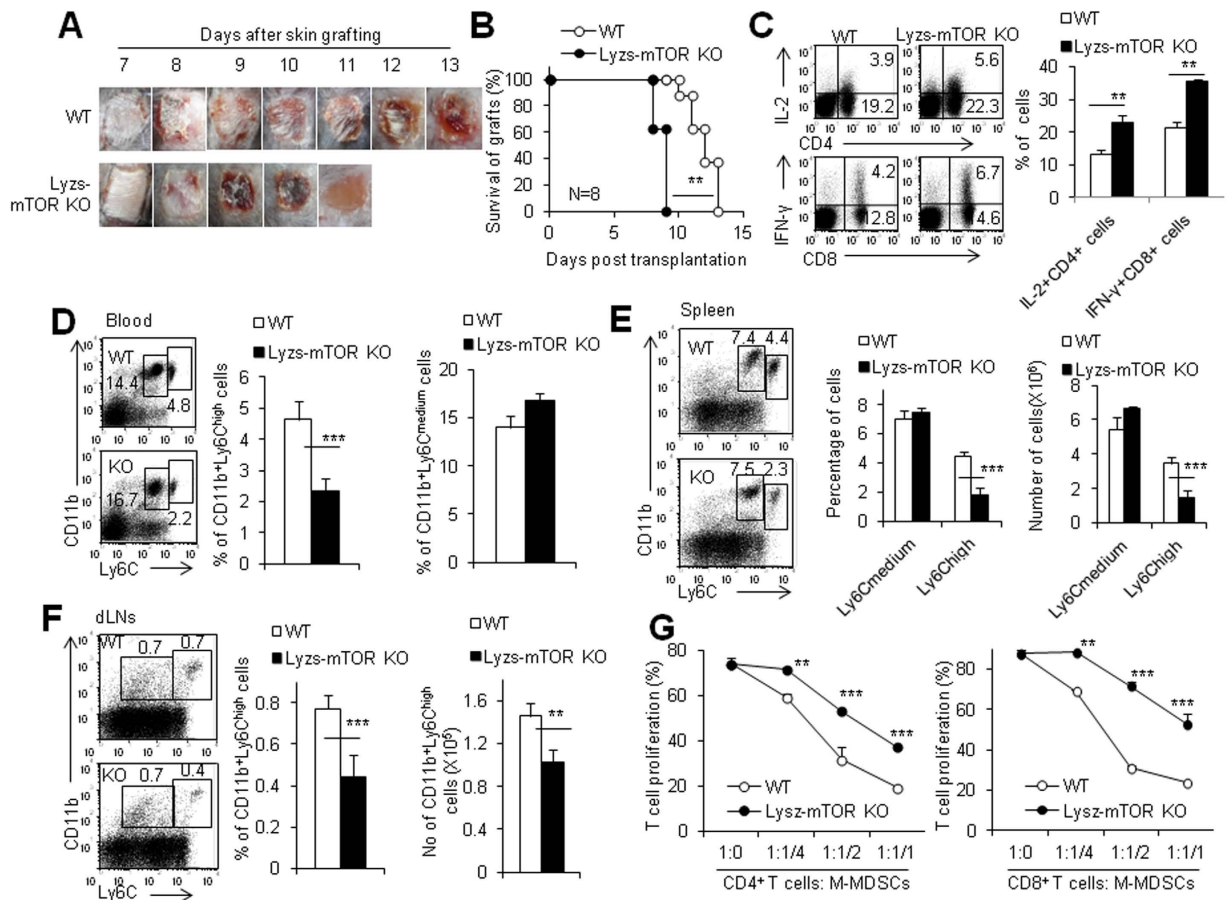 A
Days after skin grafting
7 8 9 10 11 12 13
WT
Lyzs-
mTOR KO
B
WT
Lyzs-mTOR KO
Survival of grafts (%)
100
80
60
40
20
0
N=8
**
0 5 10 15
Days post transplantation
C
WT
Lyzs-mTOR KO
IL-2
3.9
19.2
5.6
22.3
CD4
IFN-γ
4.2
12.8
6.7
4.6
CD8
WT
Lyzs-mTOR KO
% of cells
40
30
20
10
0
**
**
IL-2+CD4+ cells
IFN-γ+CD8+ cells
D
Blood
WT
14.4
4.8
KO
16.7
2.2
CD11b
Ly6C
WT
Lyzs-mTOR KO
% of CD11b+Ly6Chigh cells
6
5
4
3
2
1
0
***
WT
Lyzs-mTOR KO
% of CD11b+Ly6Cmedium cells
20
15
10
5
0
E
Spleen
WT
7.4 4.4
KO
7.5 2.3
CD11b
Ly6C
WT
Lyzs-mTOR KO
Percentage of cells
8
6
4
2
0
***
Ly6Cmedium
Ly6Chigh
WT
Lyzs-mTOR KO
Number of cells(X10⁶)
8
6
4
2
0
***
Ly6Cmedium
Ly6Chigh
F
dLNs
WT
0.7 0.7
KO
0.7 0.4
CD11b
Ly6C
WT
Lyzs-mTOR KO
% of CD11b+Ly6Chigh cells
1
0.8
0.6
0.4
0.2
0
***
WT
Lyzs-mTOR KO
No of CD11b+Ly6Chigh
cells (X10⁶)
1.6
1.2
0.8
0.4
0
**
G
T cell proliferation (%)
80
60
40
20
0
**
***
***
WT
Lysz-mTOR KO
1:0 1:1/4 1:1/2 1:1/1
CD4+ T cells: M-MDSCs
T cell proliferation (%)
80
60
40
20
0
**
***
***
WT
Lysz-mTOR KO
1:0 1:1/4 1:1/2 1:1/1
CD8+ T cells: M-MDSCs